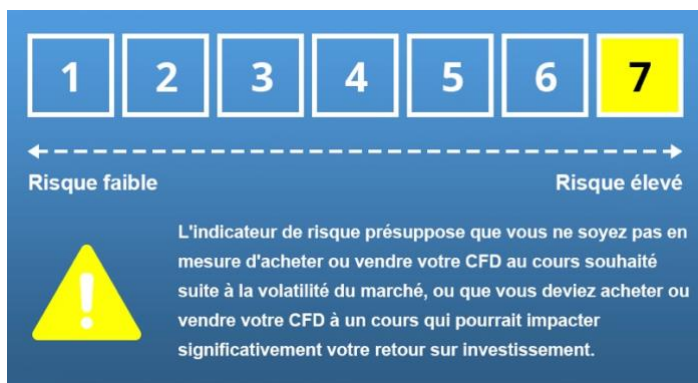 1 2 3 4 5 6 7
Risque faible Risque élevé
L'indicateur de risque présuppose que vous ne soyez pas en
mesure d'acheter ou vendre votre CFD au cours souhaité
suite à la volatilité du marché, ou que vous deviez acheter ou
vendre votre CFD à un cours qui pourrait impacter
significativement votre retour sur investissement.